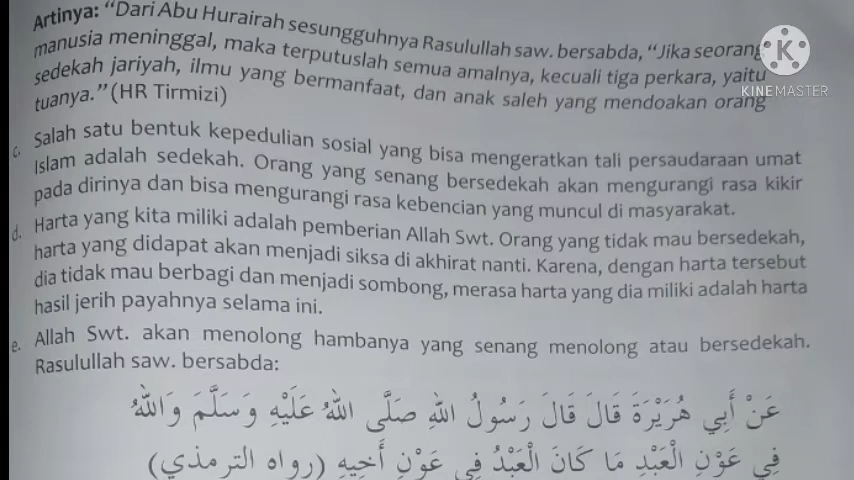 Artinya: "Dari Abu Hurairah sesungguhnya Rasulullah saw. bersabda, "Jika seorang
manusia meninggal, maka terputuslah semua amalnya, kecuali tiga perkara, yaitu
sedekah jariyah, ilmu yang bermanfaat, dan anak saleh yang mendoakan orang
tuanya." (HR Tirmizi)
KINEMASTER
c. Salah satu bentuk kepedulian sosial yang bisa mengeratkan tali persaudaraan umat
Islam adalah sedekah. Orang yang senang bersedekah akan mengurangi rasa kikir
pada dirinya dan bisa mengurangi rasa kebencian yang muncul di masyarakat.
d. Harta yang kita miliki adalah pemberian Allah Swt. Orang yang tidak mau bersedekah,
harta yang didapat akan menjadi siksa di akhirat nanti. Karena, dengan harta tersebut
dia tidak mau berbagi dan menjadi sombong, merasa harta yang dia miliki adalah harta
hasil jerih payahnya selama ini.
e. Allah Swt. akan menolong hambanya yang senang menolong atau bersedekah.
Rasulullah saw. bersabda:
عَنْ أَبِي هُرَيْرَةَ قَالَ قَالَ رَسُولُ اللّٰهِ صَلَّى اللّٰهُ عَلَيْهِ وَسَلَّمَ وَاللّٰهُ
فِي عَوْنِ الْعَبْدِ مَا كَانَ الْعَبْدُ فِي عَوْنِ أَخِيهِ (رواه الترمذي)